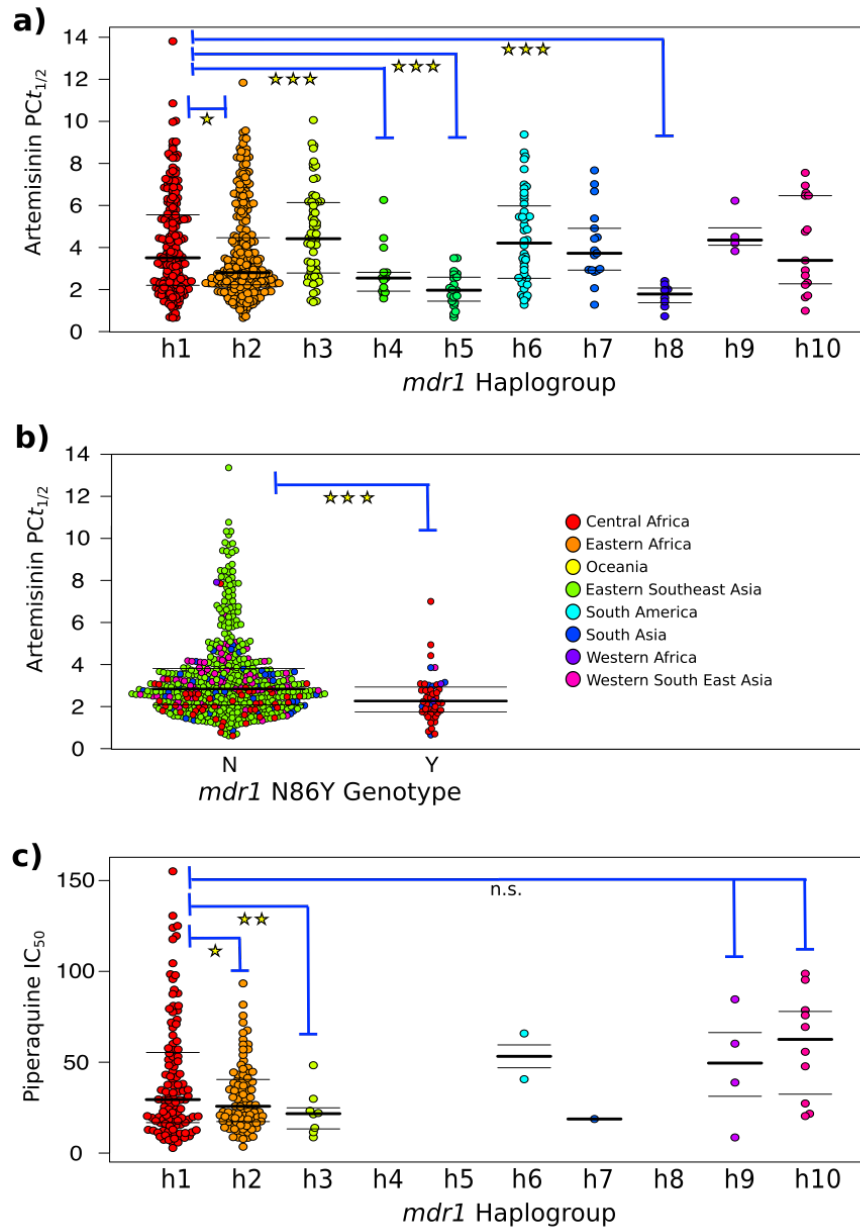 a)
14
12
10
8
6
4
2
0
Artemisinin PCt1/2
h1 h2 h3 h4 h5 h6 h7 h8 h9 h10
mdr1 Haplogroup
b)
14
12
10
8
6
4
2
0
Artemisinin PCt1/2
Central Africa
Eastern Africa
Oceania
Eastern Southeast Asia
South America
South Asia
Western Africa
Western South East Asia
N Y
mdr1 N86Y Genotype
c)
150
100
50
0
Piperaquine IC50
n.s.
h1 h2 h3 h4 h5 h6 h7 h8 h9 h10
mdr1 Haplogroup